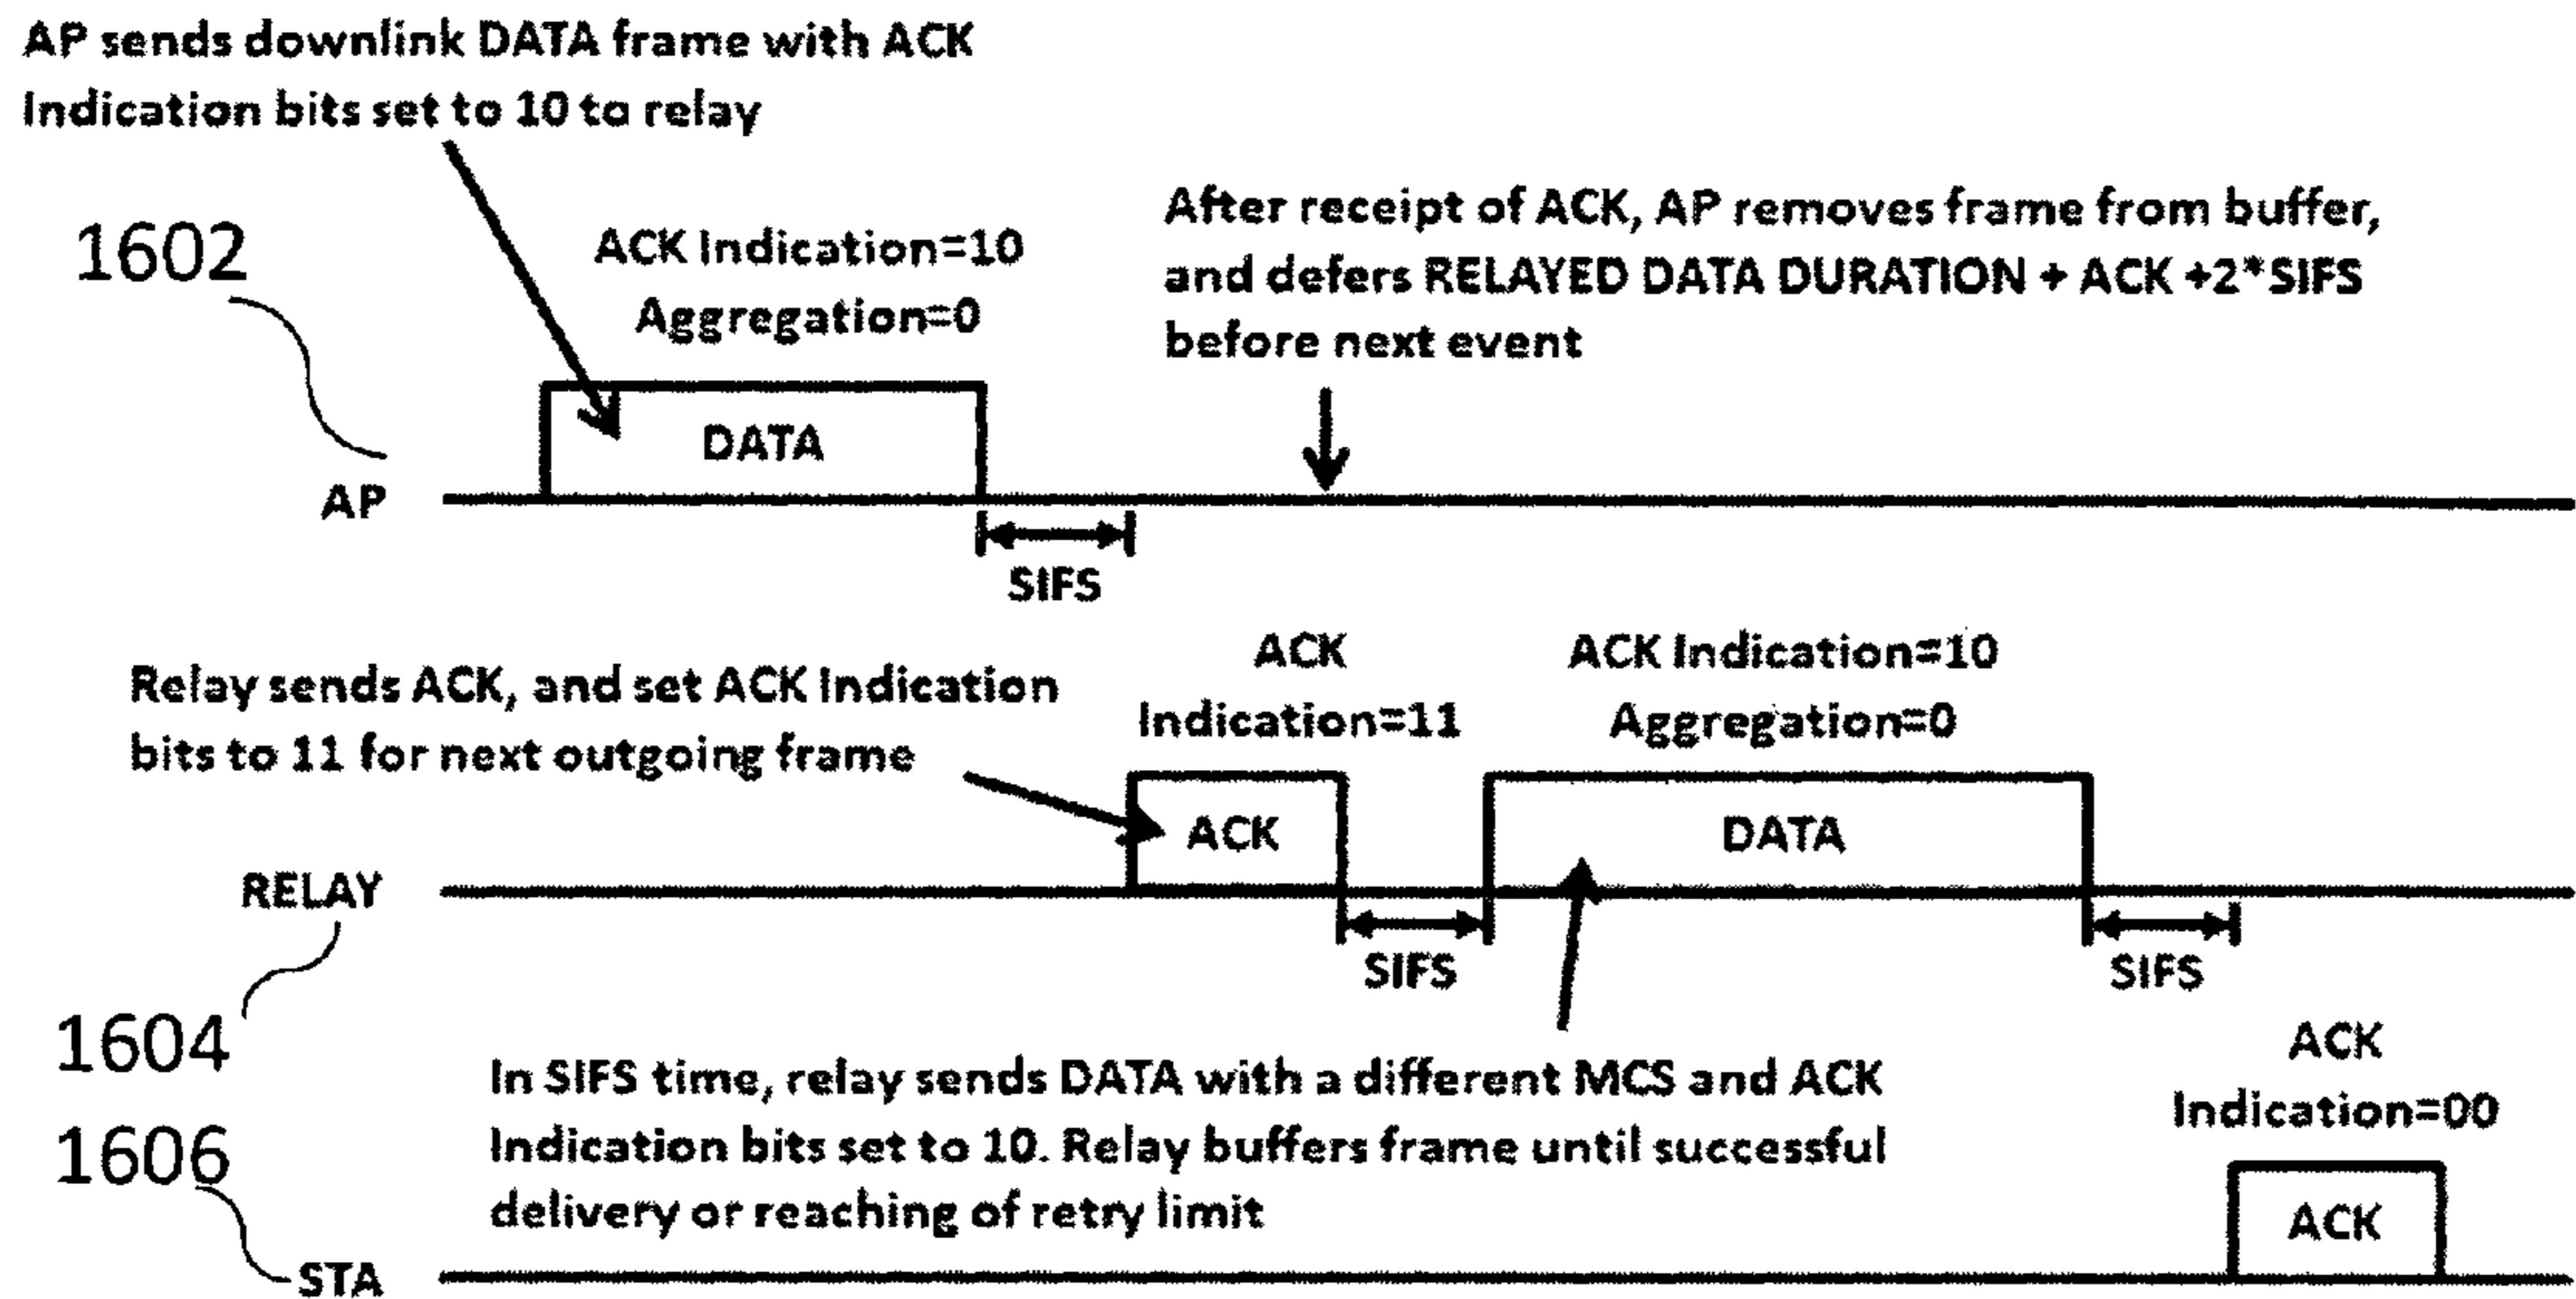 AP sends downlink DATA frame with ACK
Indication bits set to 10 to relay
1602
ACK Indication=10
Aggregation=0
After receipt of ACK, AP removes frame from buffer,
and defers RELAYED DATA DURATION + ACK +2*SIFS
before next event
DATA
AP
SIFS
Relay sends ACK, and set ACK Indication
bits to 11 for next outgoing frame
ACK
Indication=11
ACK Indication=10
Aggregation=0
ACK
DATA
RELAY
SIFS
SIFS
1604
In SIFS time, relay sends DATA with a different MCS and ACK
Indication bits set to 10. Relay buffers frame until successful
delivery or reaching of retry limit
ACK
Indication=00
1606
ACK
STA